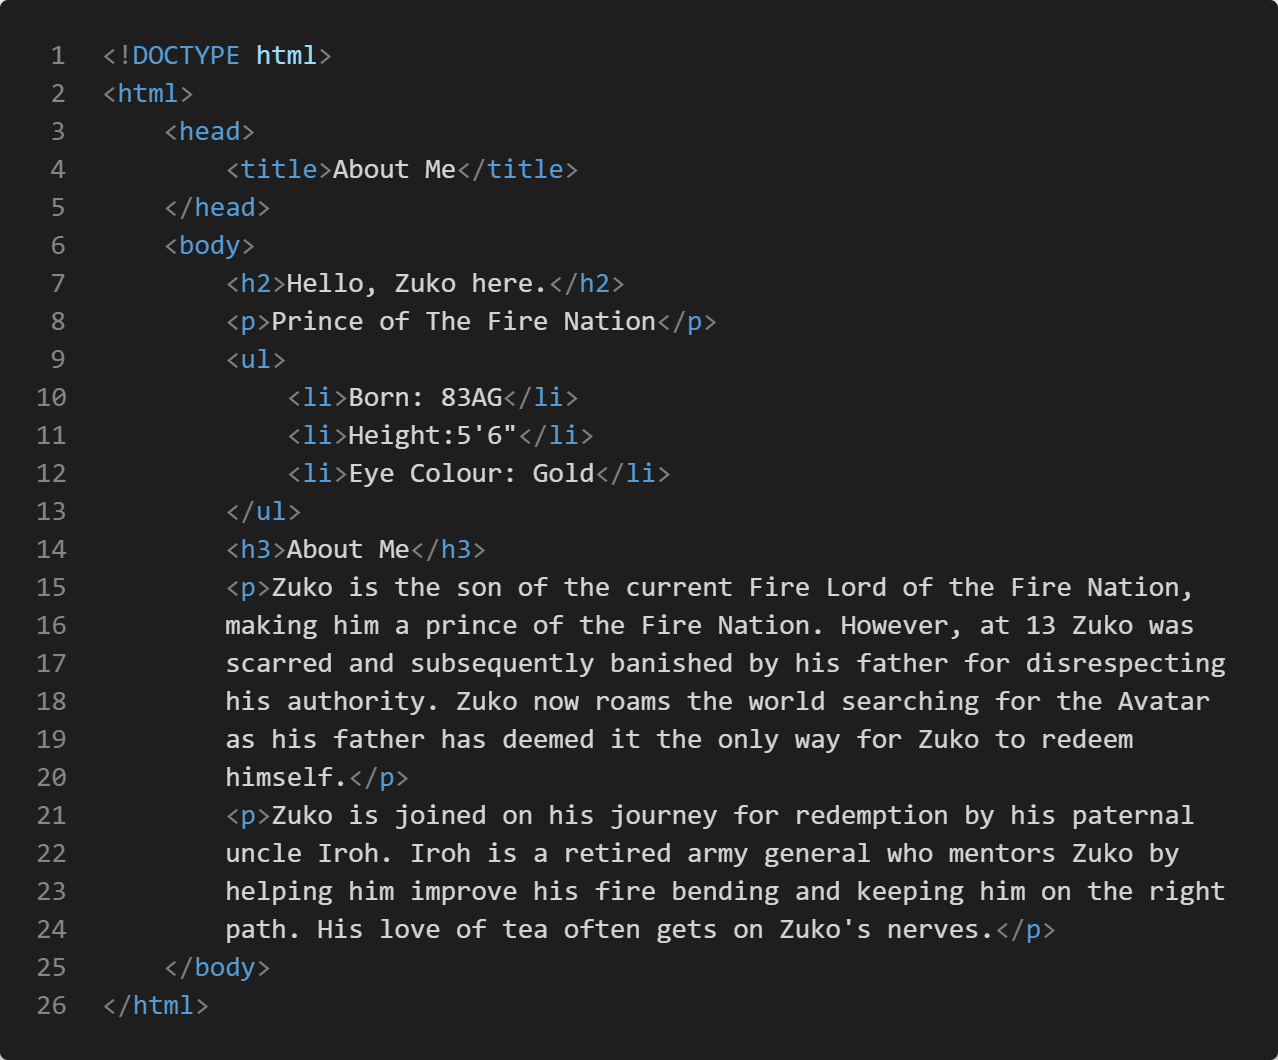 1 <!DOCTYPE html>
2 <html>
3     <head>
4         <title>About Me</title>
5     </head>
6     <body>
7         <h2>Hello, Zuko here.</h2>
8         <p>Prince of The Fire Nation</p>
9         <ul>
10             <li>Born: 83AG</li>
11             <li>Height:5'6"</li>
12             <li>Eye Colour: Gold</li>
13         </ul>
14         <h3>About Me</h3>
15         <p>Zuko is the son of the current Fire Lord of the Fire Nation,
16         making him a prince of the Fire Nation. However, at 13 Zuko was
17         scarred and subsequently banished by his father for disrespecting
18         his authority. Zuko now roams the world searching for the Avatar
19         as his father has deemed it the only way for Zuko to redeem
20         himself.</p>
21         <p>Zuko is joined on his journey for redemption by his paternal
22         uncle Iroh. Iroh is a retired army general who mentors Zuko by
23         helping him improve his fire bending and keeping him on the right
24         path. His love of tea often gets on Zuko's nerves.</p>
25     </body>
26 </html>